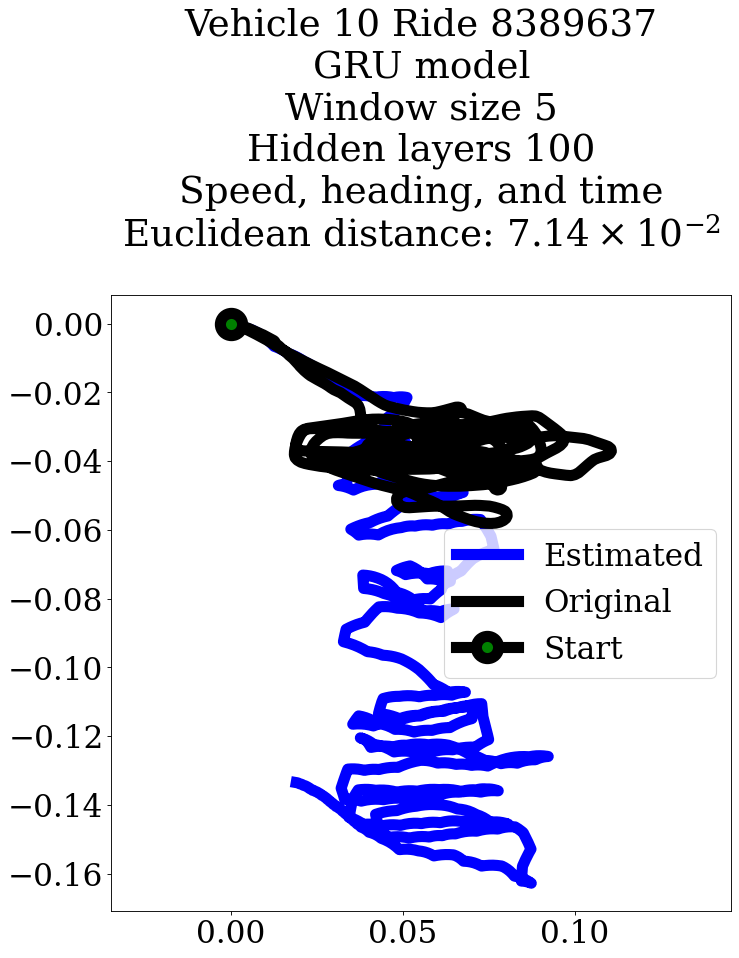 Vehicle 10 Ride 8389637
GRU model
Window size 5
Hidden layers 100
Speed, heading, and time
Euclidean distance: 7.14 × 10⁻²
0.00
−0.02
−0.04
−0.06
−0.08
−0.10
−0.12
−0.14
−0.16
Estimated
Original
Start
0.00 0.05 0.10